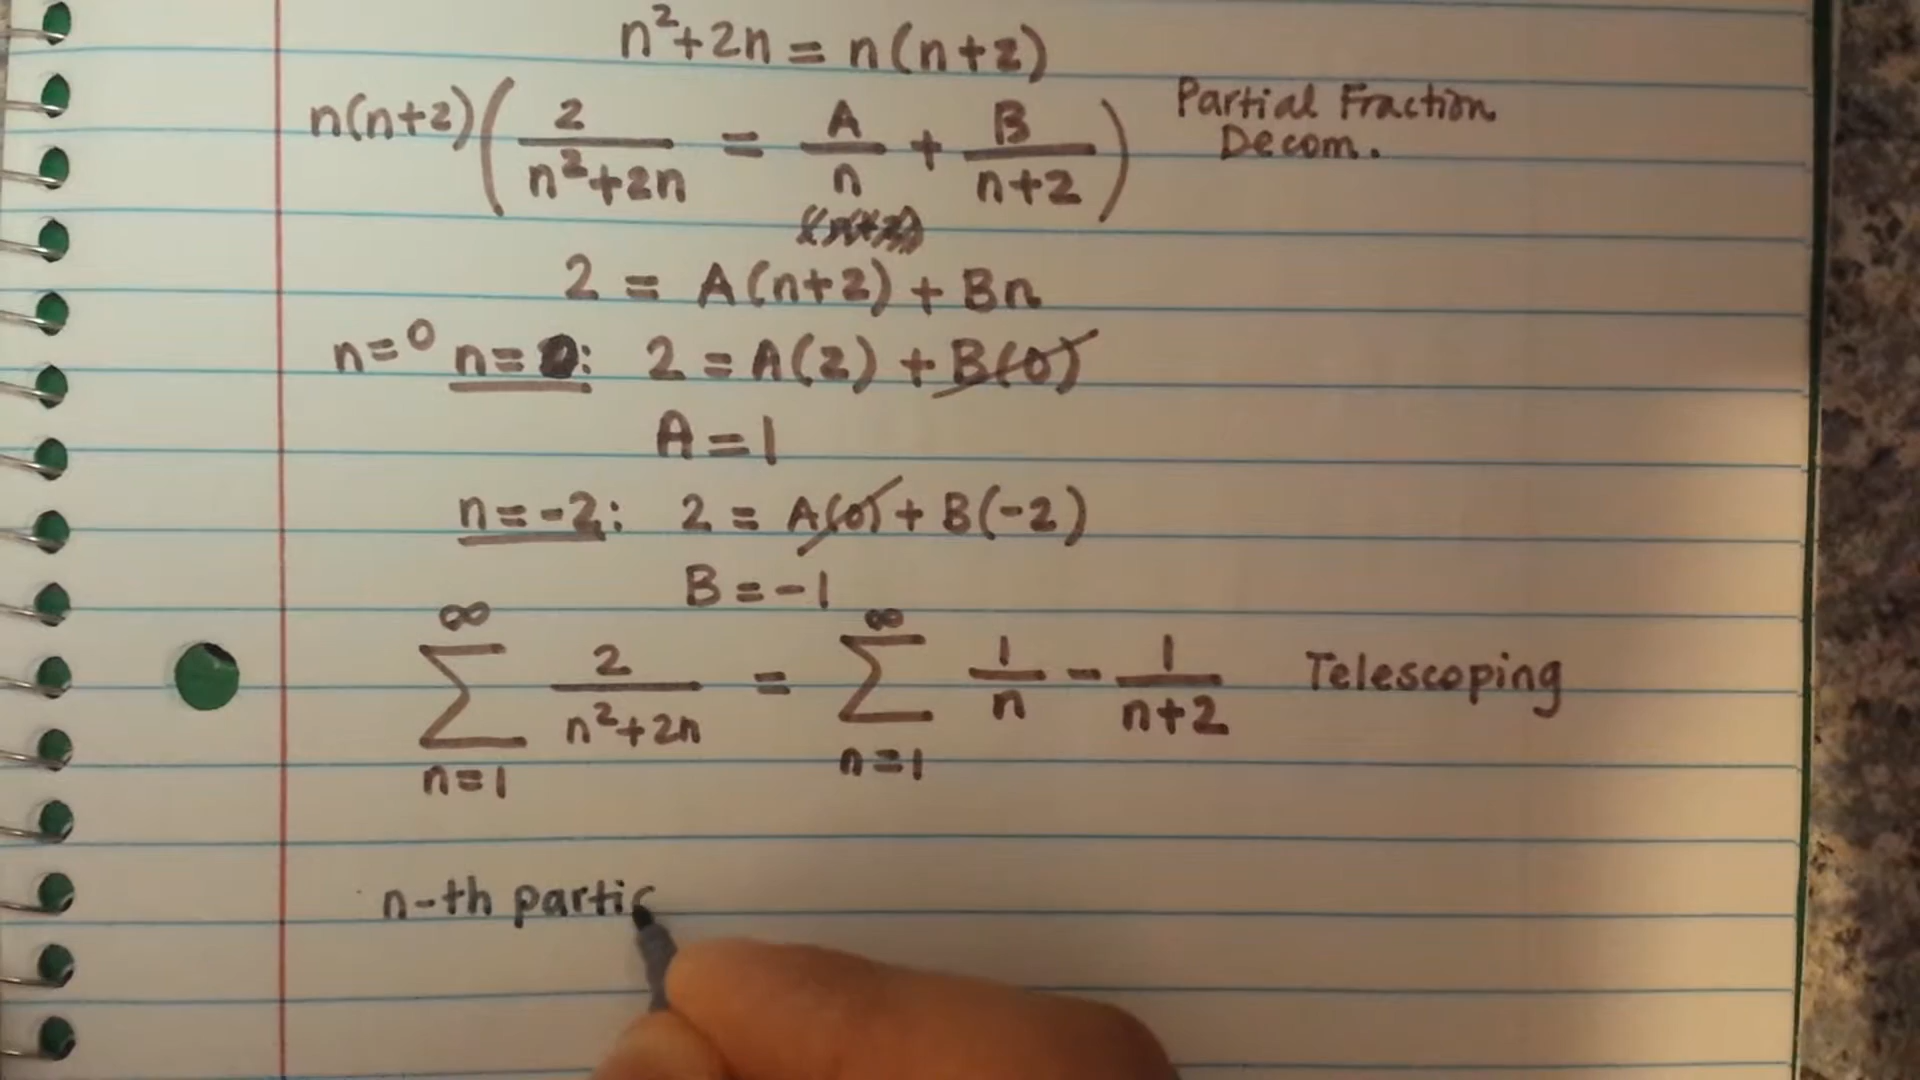 n²+2n = n(n+2)
n(n+2)(2/(n²+2n) = A/n + B/(n+2)) Partial Fraction Decom.
2 = A(n+2) + Bn
n=0 n=0: 2 = A(2) + B(0)
A = 1
n=-2: 2 = A(0) + B(-2)
B = -1
∑_{n=1}^{∞} 2/(n²+2n) = ∑_{n=1}^{∞} 1/n - 1/(n+2) Telescoping
n-th partic